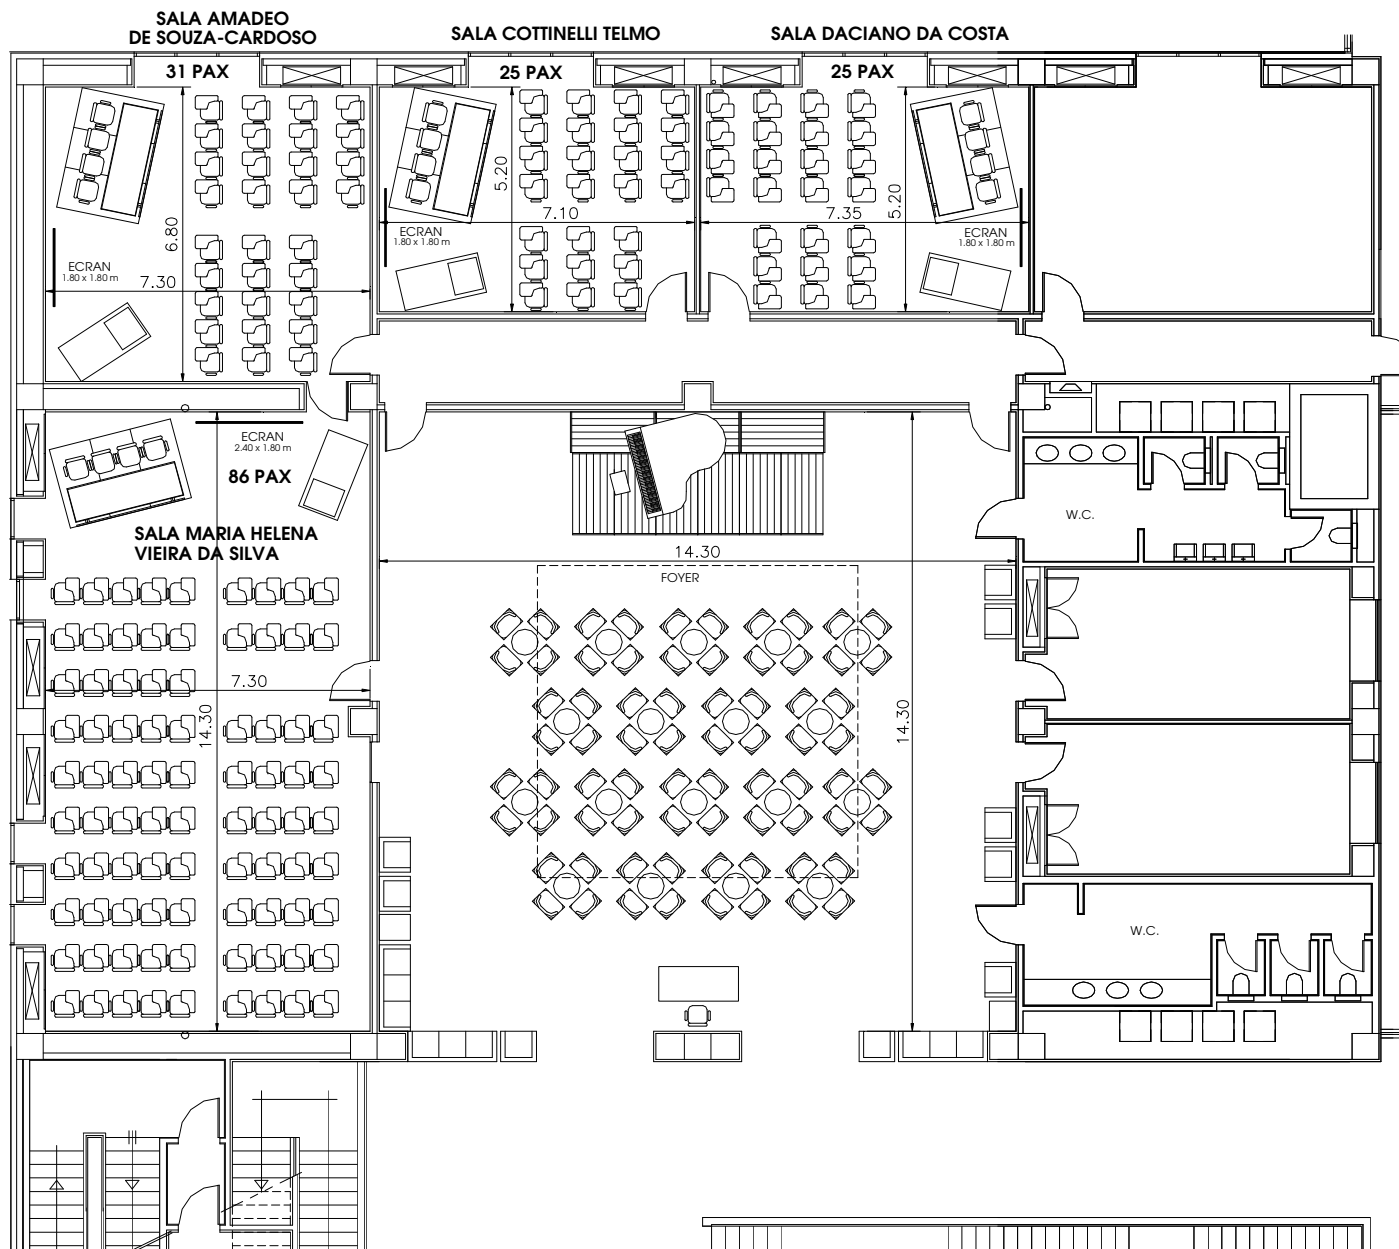 SALA AMADEO
DE SOUZA-CARDOSO
SALA COTTINELLI TELMO
SALA DACIANO DA COSTA
31 PAX
25 PAX
25 PAX
6.80
5.20
5.20
7.10
7.35
ECRAN
1.80 x 1.80 m
ECRAN
1.80 x 1.80 m
ECRAN
1.80 x 1.80 m
7.30
ECRAN
2.40 x 1.80 m
86 PAX
SALA MARIA HELENA
VIEIRA DA SILVA
W.C.
14.30
FOYER
7.30
14.30
14.30
W.C.